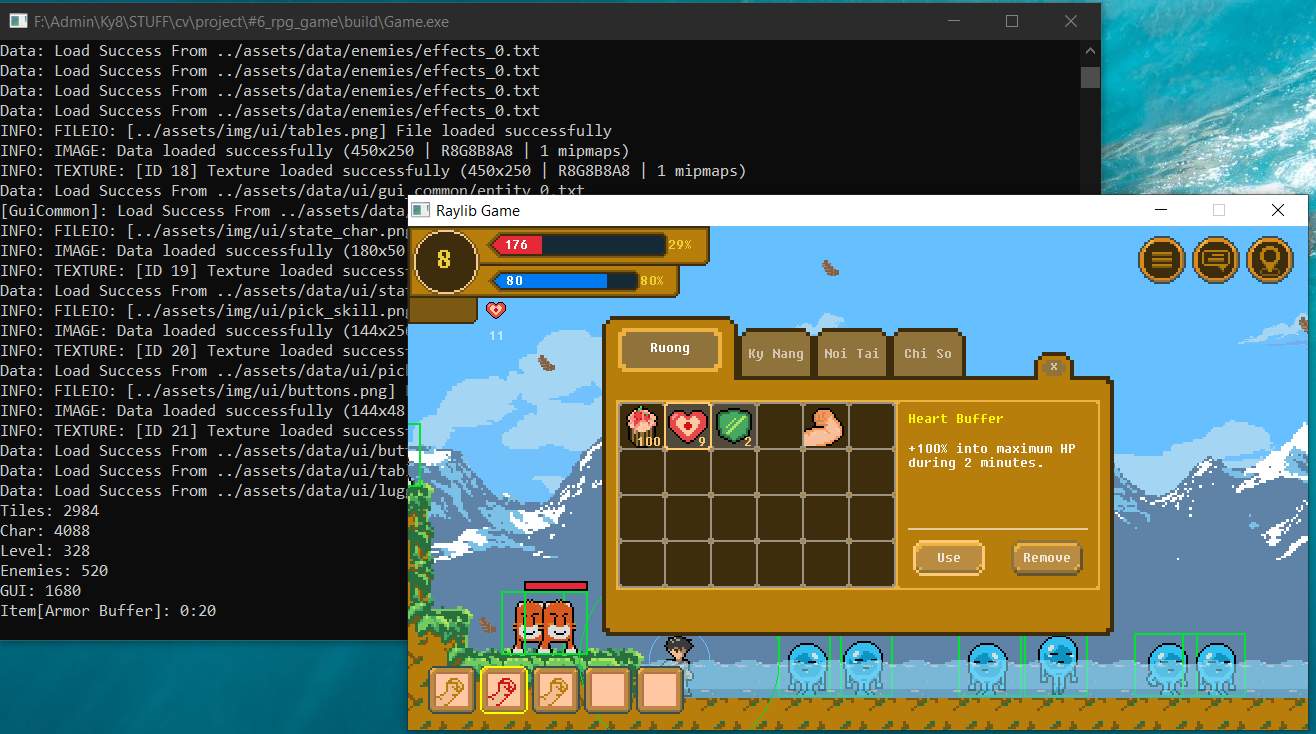 F:\Admin\Ky8\STUFF\cv\project\#6_rpg_game\build\Game.exe
Data: Load Success From ../assets/data/enemies/effects_0.txt
Data: Load Success From ../assets/data/enemies/effects_0.txt
Data: Load Success From ../assets/data/enemies/effects_0.txt
Data: Load Success From ../assets/data/enemies/effects_0.txt
INFO: FILEIO: [../assets/img/ui/tables.png] File loaded successfully
INFO: IMAGE: Data loaded successfully (450x250 | R8G8B8A8 | 1 mipmaps)
INFO: TEXTURE: [ID 18] Texture loaded successfully (450x250 | R8G8B8A8 | 1 mipmaps)
Data: Load Success From ../assets/data/ui/gui_common/entity_0.txt
[GuiCommon]: Load Success From ../assets/data
INFO: FILEIO: [../assets/img/ui/state_char.png
INFO: IMAGE: Data loaded successfully (180x50
INFO: TEXTURE: [ID 19] Texture loaded success
Data: Load Success From ../assets/data/ui/sta
INFO: FILEIO: [../assets/img/ui/pick_skill.png
INFO: IMAGE: Data loaded successfully (144x256
INFO: TEXTURE: [ID 20] Texture loaded success
Data: Load Success From ../assets/data/ui/pic
INFO: FILEIO: [../assets/img/ui/buttons.png]
INFO: IMAGE: Data loaded successfully (144x48
INFO: TEXTURE: [ID 21] Texture loaded success
Data: Load Success From ../assets/data/ui/but
Data: Load Success From ../assets/data/ui/tab
Data: Load Success From ../assets/data/ui/lug
Tiles: 2984
Char: 4088
Level: 328
Enemies: 520
GUI: 1680
Item[Armor Buffer]: 0:20
Raylib Game
8
176
29%
80
80%
11
Ruong
Ky Nang
Noi Tai
Chi So
x
100
9
2
Heart Buffer
+100% into maximum HP
during 2 minutes.
Use
Remove